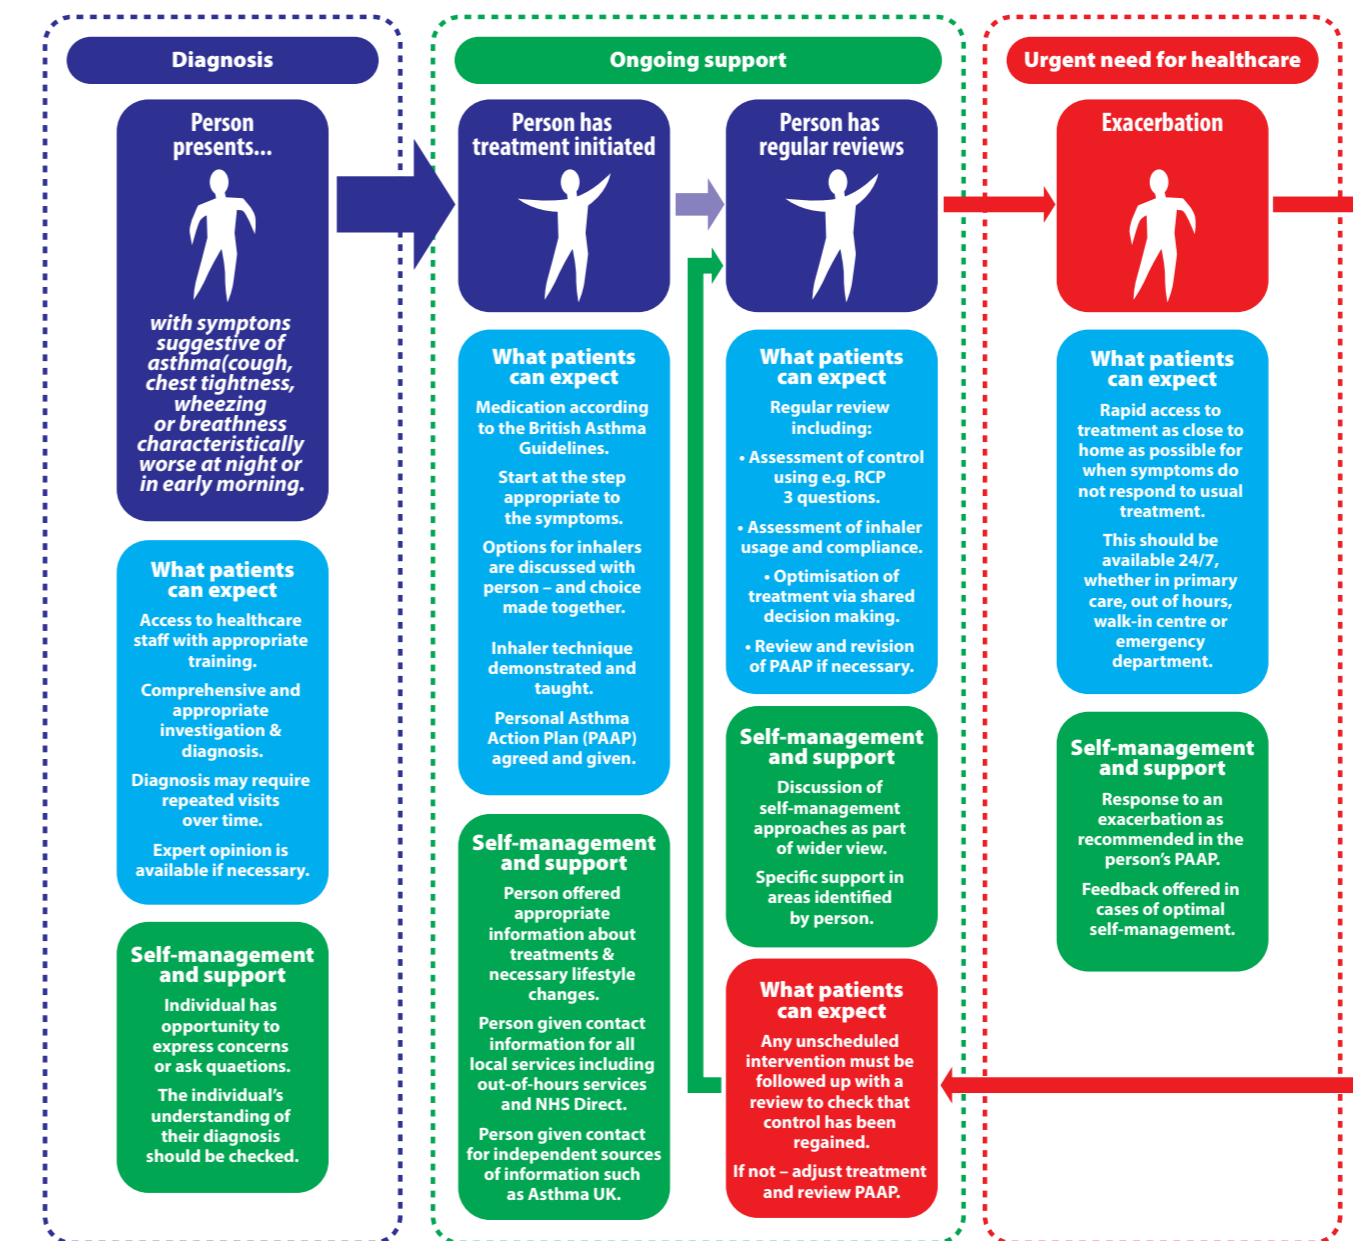 Diagnosis
Person
presents...
with symptons
suggestive of
asthma(cough,
chest tightness,
wheezing
or breathness
characteristically
worse at night or
in early morning.
What patients
can expect
Access to healthcare
staff with appropriate
training.
Comprehensive and
appropriate
investigation &
diagnosis.
Diagnosis may require
repeated visits
over time.
Expert opinion is
available if necessary.
Self-management
and support
Individual has
opportunity to
express concerns
or ask quaetions.
The individual’s
understanding of
their diagnosis
should be checked.
Ongoing support
Person has
treatment initiated
What patients
can expect
Medication according
to the British Asthma
Guidelines.
Start at the step
appropriate to
the symptoms.
Options for inhalers
are discussed with
person – and choice
made together.
Inhaler technique
demonstrated and
taught.
Personal Asthma
Action Plan (PAAP)
agreed and given.
Self-management
and support
Person offered
appropriate
information about
treatments &
necessary lifestyle
changes.
Person given contact
information for all
local services including
out-of-hours services
and NHS Direct.
Person given contact
for independent sources
of information such
as Asthma UK.
Person has
regular reviews
What patients
can expect
Regular review
including:
• Assessment of control
using e.g. RCP
3 questions.
• Assessment of inhaler
usage and compliance.
• Optimisation of
treatment via shared
decision making.
• Review and revision
of PAAP if necessary.
Self-management
and support
Discussion of
self-management
approaches as part
of wider view.
Specific support in
areas identified
by person.
What patients
can expect
Any unscheduled
intervention must be
followed up with a
review to check that
control has been
regained.
If not – adjust treatment
and review PAAP.
Urgent need for healthcare
Exacerbation
What patients
can expect
Rapid access to
treatment as close to
home as possible for
when symptoms do
not respond to usual
treatment.
This should be
available 24/7,
whether in primary
care, out of hours,
walk-in centre or
emergency
department.
Self-management
and support
Response to an
exacerbation as
recommended in the
person’s PAAP.
Feedback offered in
cases of optimal
self-management.